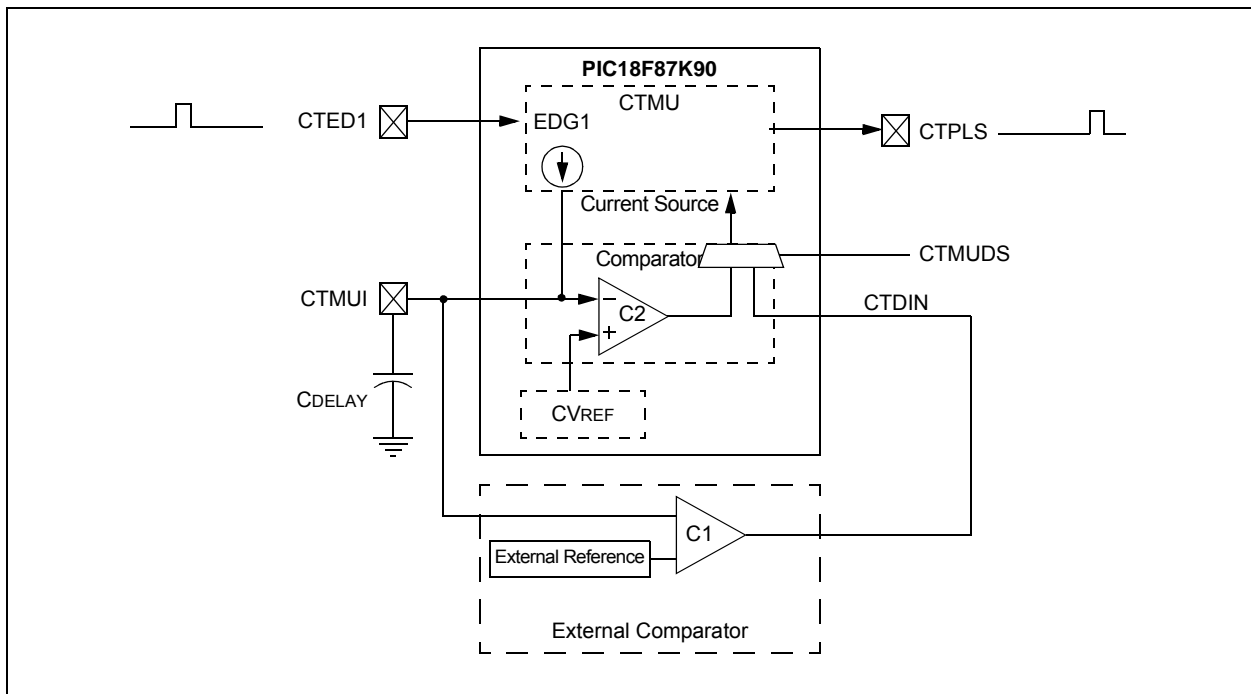 PIC18F87K90
CTMU
CTED1
EDG1
CTPLS
Current Source
Comparator
CTMUDS
CTMUI
C2
CTDIN
CDELAY
CVREF
C1
External Reference
External Comparator